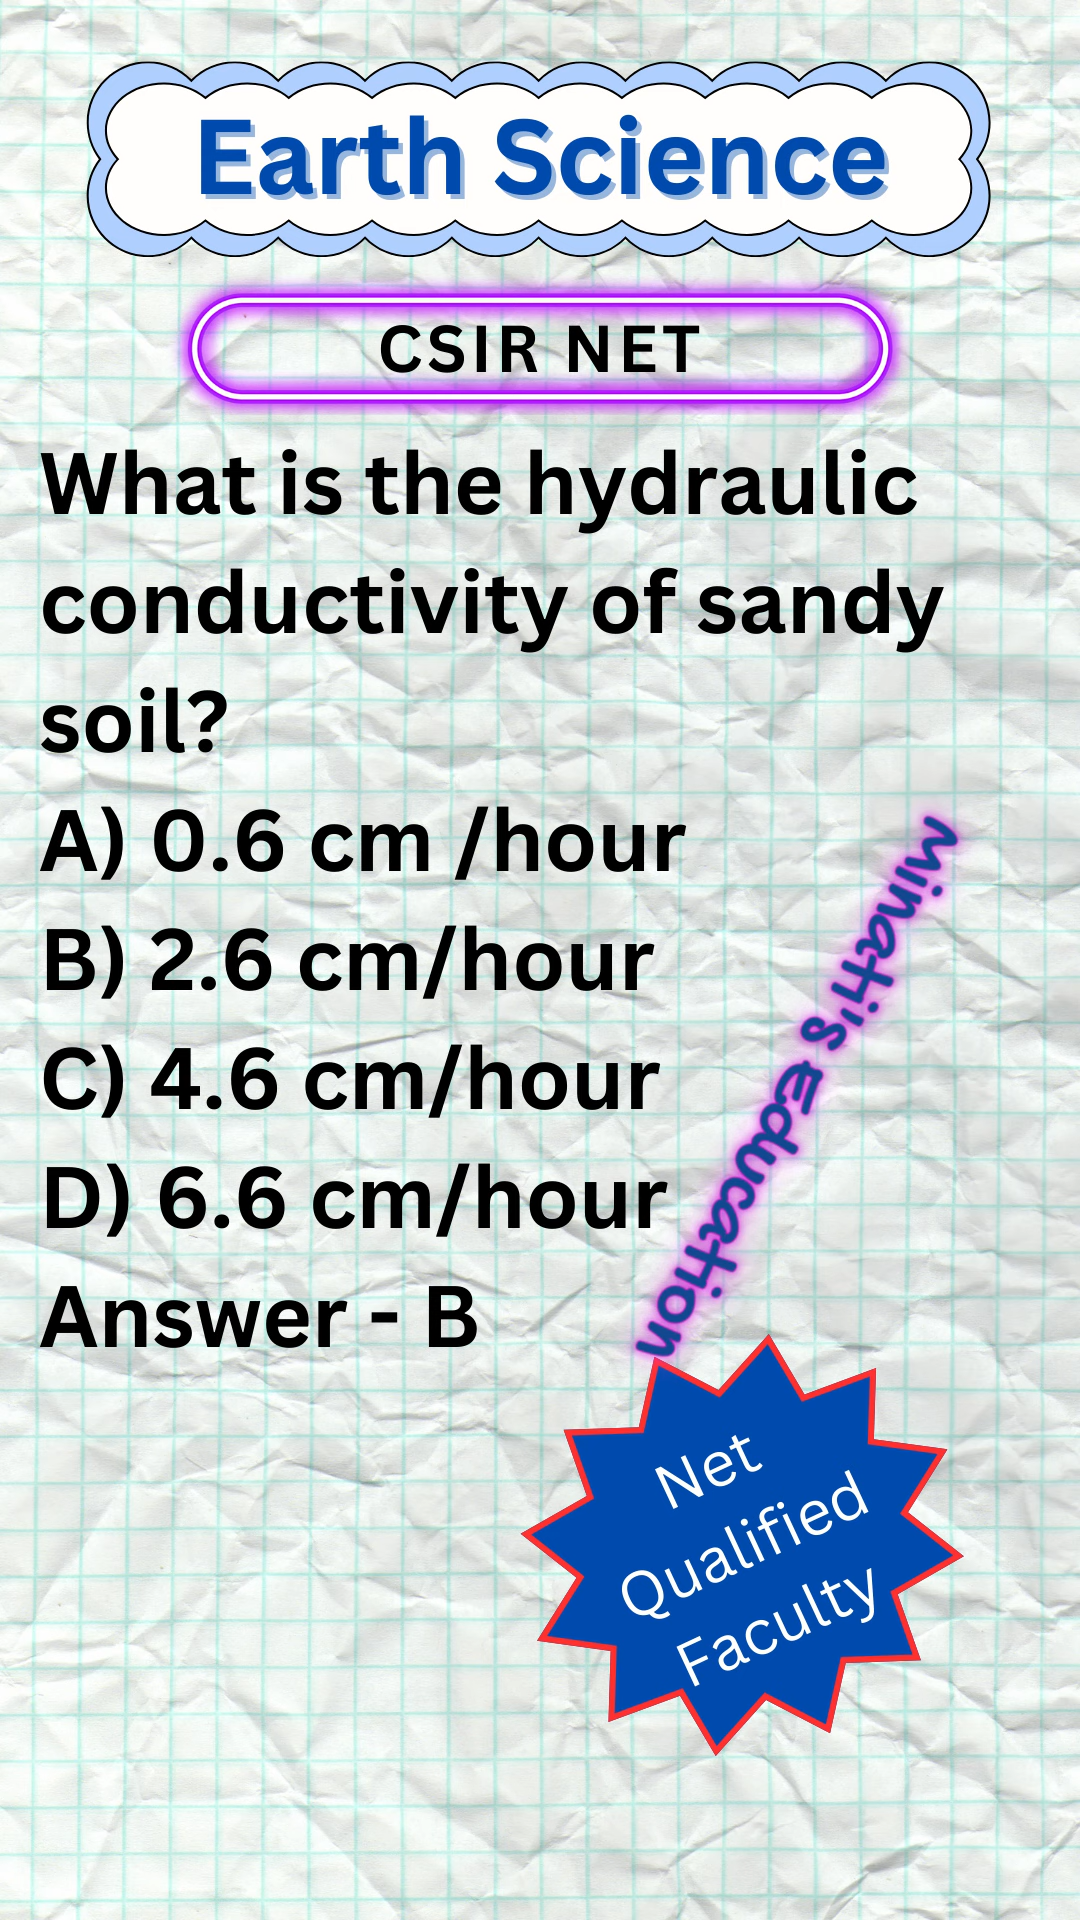 Earth Science
CSIR NET
What is the hydraulic
conductivity of sandy
soil?
A) 0.6 cm /hour
B) 2.6 cm/hour
C) 4.6 cm/hour
D) 6.6 cm/hour
Answer - B
Minati's Education
Net
Qualified
Faculty